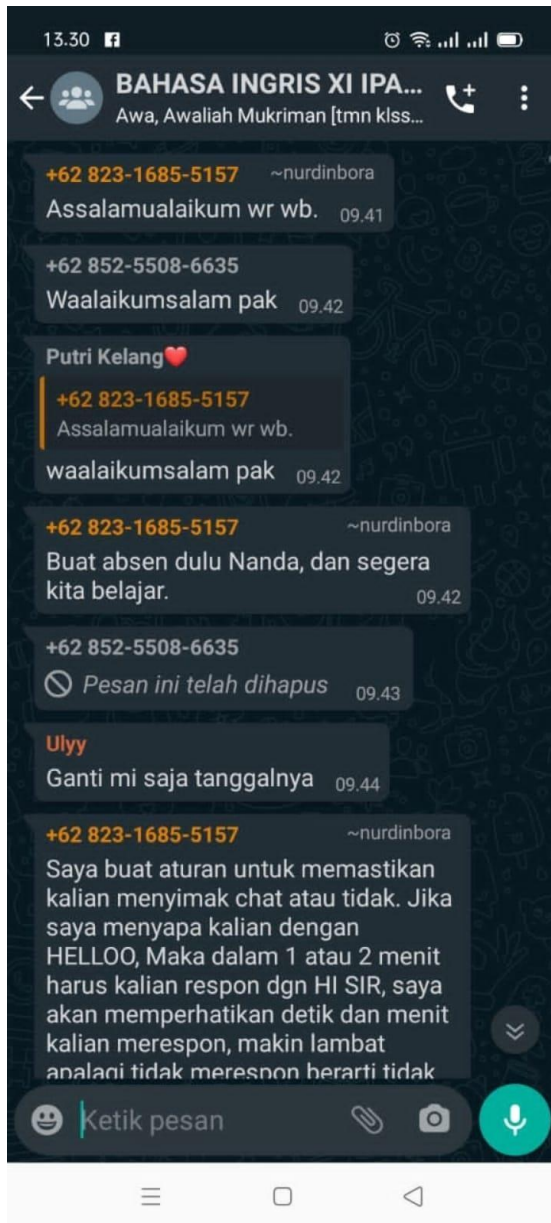 13.30
BAHASA INGRIS XI IPA...
Awa, Awaliah Mukriman [tmn klss...
+62 823-1685-5157 ~nurdinbora
Assalamualaikum wr wb. 09.41
+62 852-5508-6635
Waalaikumsalam pak 09.42
Putri Kelang❤️
+62 823-1685-5157
Assalamualaikum wr wb.
waalaikumsalam pak 09.42
+62 823-1685-5157 ~nurdinbora
Buat absen dulu Nanda, dan segera
kita belajar. 09.42
+62 852-5508-6635
Pesan ini telah dihapus 09.43
Ulyy
Ganti mi saja tanggalnya 09.44
+62 823-1685-5157 ~nurdinbora
Saya buat aturan untuk memastikan
kalian menyimak chat atau tidak. Jika
saya menyapa kalian dengan
HELLOO, Maka dalam 1 atau 2 menit
harus kalian respon dgn HI SIR, saya
akan memperhatikan detik dan menit
kalian merespon, makin lambat
apalagi tidak merespon berarti tidak
Ketik pesan